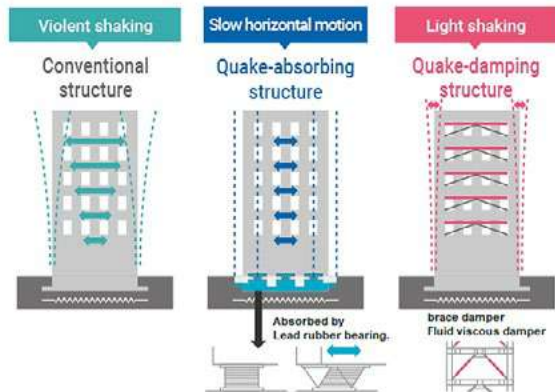 Violent shaking
Conventional
structure
Slow horizontal motion
Quake-absorbing
structure
Light shaking
Quake-damping
structure
Absorbed by
Lead rubber bearing.
brace damper
Fluid viscous damper